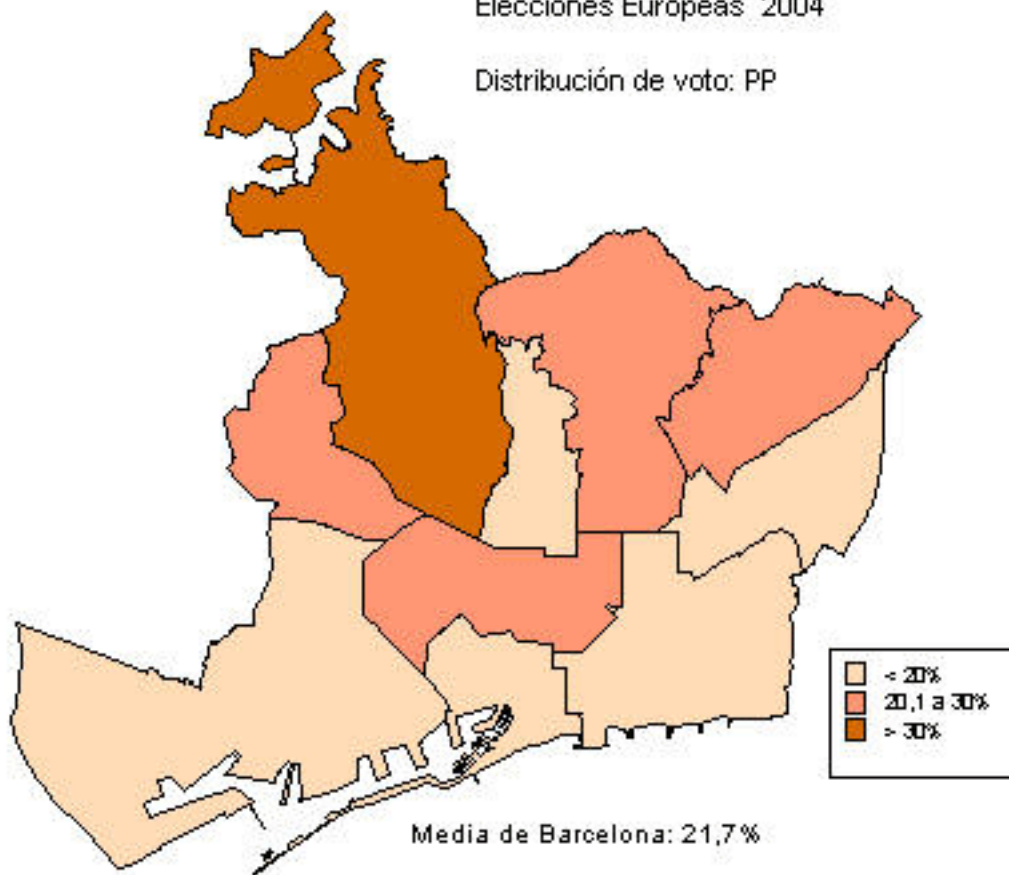 Elecciones Europeas 2004
Distribución de voto: PP
< 20%
20,1 a 30%
> 30%
Media de Barcelona: 21,7%